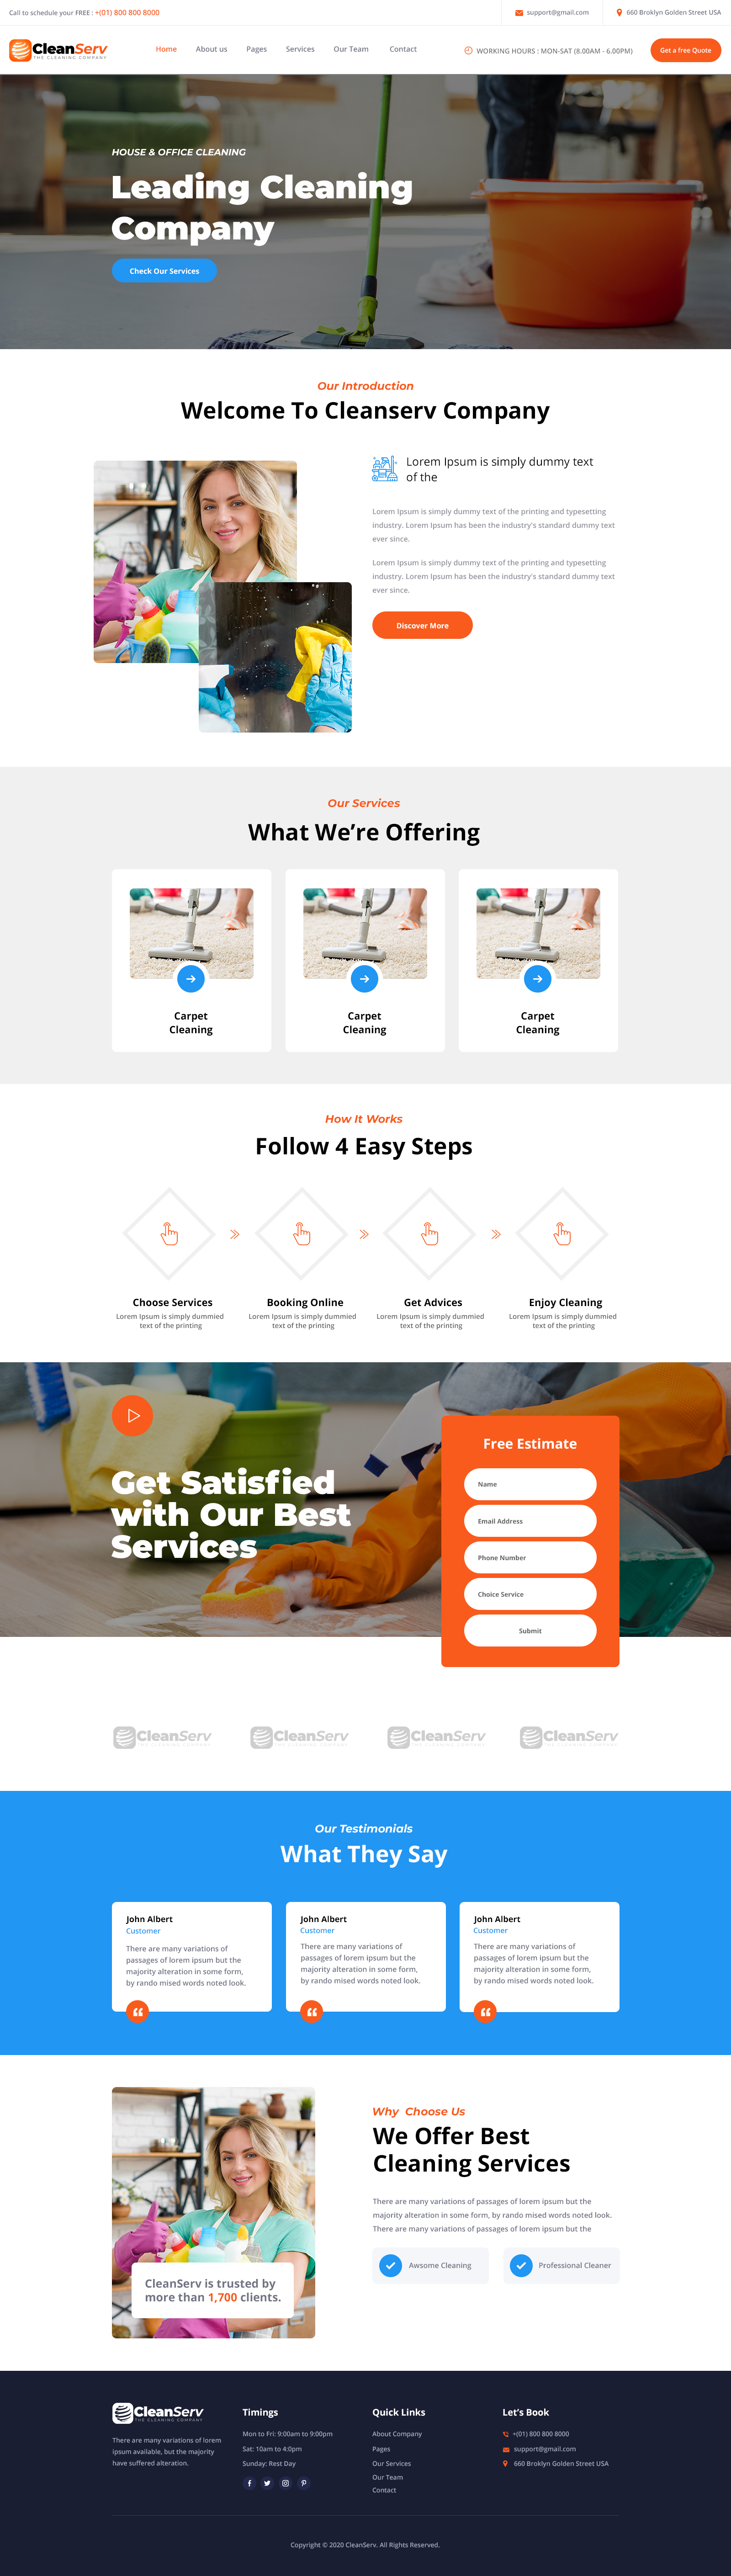 Call to schedule your FREE : +(01) 800 800 8000
support@gmail.com
660 Broklyn Golden Street USA
CleanServ
THE CLEANING COMPANY
Home
About us
Pages
Services
Our Team
Contact
WORKING HOURS : MON-SAT (8.00AM - 6.00PM)
Get a free Quote
HOUSE & OFFICE CLEANING
Leading Cleaning
Company
Check Our Services
Our Introduction
Welcome To Cleanserv Company
Lorem Ipsum is simply dummy text
of the
Lorem Ipsum is simply dummy text of the printing and typesetting
industry. Lorem Ipsum has been the industry's standard dummy text
ever since.
Lorem Ipsum is simply dummy text of the printing and typesetting
industry. Lorem Ipsum has been the industry's standard dummy text
ever since.
Discover More
Our Services
What We're Offering
Carpet
Cleaning
Carpet
Cleaning
Carpet
Cleaning
How It Works
Follow 4 Easy Steps
Choose Services
Lorem Ipsum is simply dummied
text of the printing
Booking Online
Lorem Ipsum is simply dummied
text of the printing
Get Advices
Lorem Ipsum is simply dummied
text of the printing
Enjoy Cleaning
Lorem Ipsum is simply dummied
text of the printing
Get Satisfied
with Our Best
Services
Free Estimate
Name
Email Address
Phone Number
Choice Service
Submit
CleanServ
THE CLEANING COMPANY
CleanServ
THE CLEANING COMPANY
CleanServ
THE CLEANING COMPANY
CleanServ
THE CLEANING COMPANY
Our Testimonials
What They Say
John Albert
Customer
There are many variations of
passages of lorem ipsum but the
majority alteration in some form,
by rando mised words noted look.
John Albert
Customer
There are many variations of
passages of lorem ipsum but the
majority alteration in some form,
by rando mised words noted look.
John Albert
Customer
There are many variations of
passages of lorem ipsum but the
majority alteration in some form,
by rando mised words noted look.
CleanServ is trusted by
more than 1,700 clients.
Why Choose Us
We Offer Best
Cleaning Services
There are many variations of passages of lorem ipsum but the
majority alteration in some form, by rando mised words noted look.
There are many variations of passages of lorem ipsum but the
Awsome Cleaning
Professional Cleaner
CleanServ
THE CLEANING COMPANY
There are many variations of lorem
ipsum available, but the majority
have suffered alteration.
Timings
Mon to Fri: 9:00am to 9:00pm
Sat: 10am to 4:0pm
Sunday: Rest Day
Quick Links
About Company
Pages
Our Services
Our Team
Contact
Let's Book
+(01) 800 800 8000
support@gmail.com
660 Broklyn Golden Street USA
Copyright © 2020 CleanServ. All Rights Reserved.